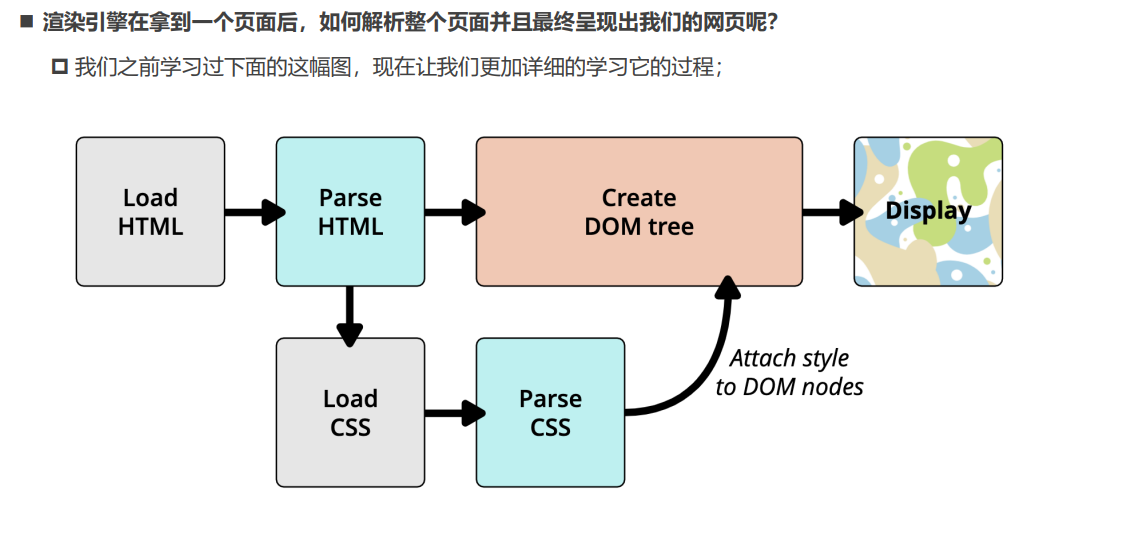 渲染引擎在拿到一个页面后，如何解析整个页面并且最终呈现出我们的网页呢？
我们之前学习过下面的这幅图，现在让我们更加详细的学习它的过程；
Load
HTML
Parse
HTML
Create
DOM tree
Display
Load
CSS
Parse
CSS
Attach style
to DOM nodes